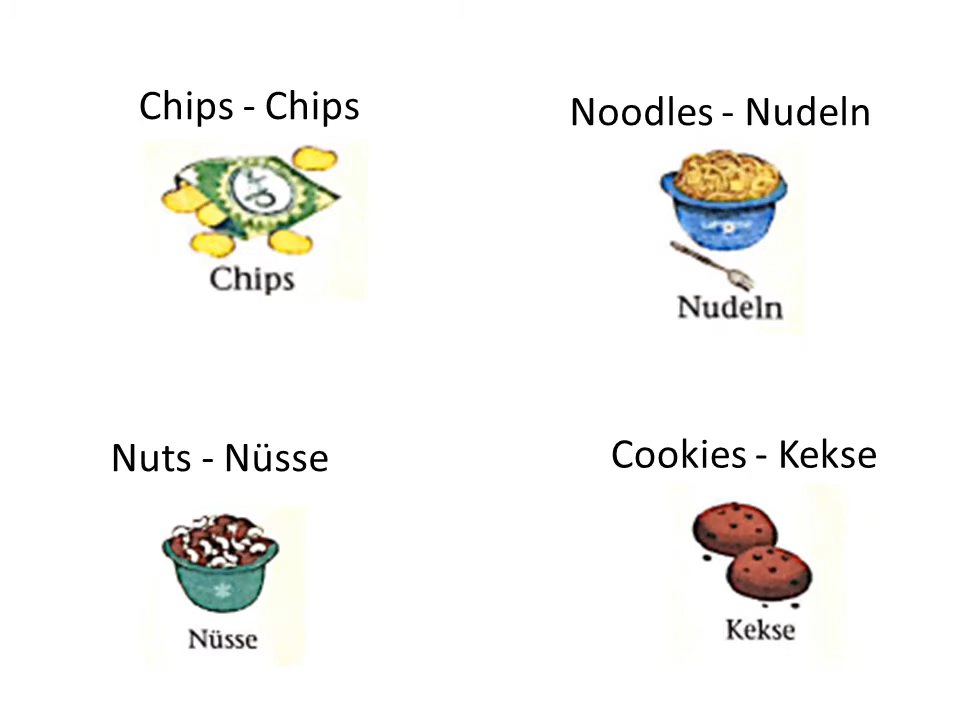 Chips - Chips
Noodles - Nudeln
Chips
Nudeln
Nuts - Nüsse
Cookies - Kekse
Nüsse
Kekse